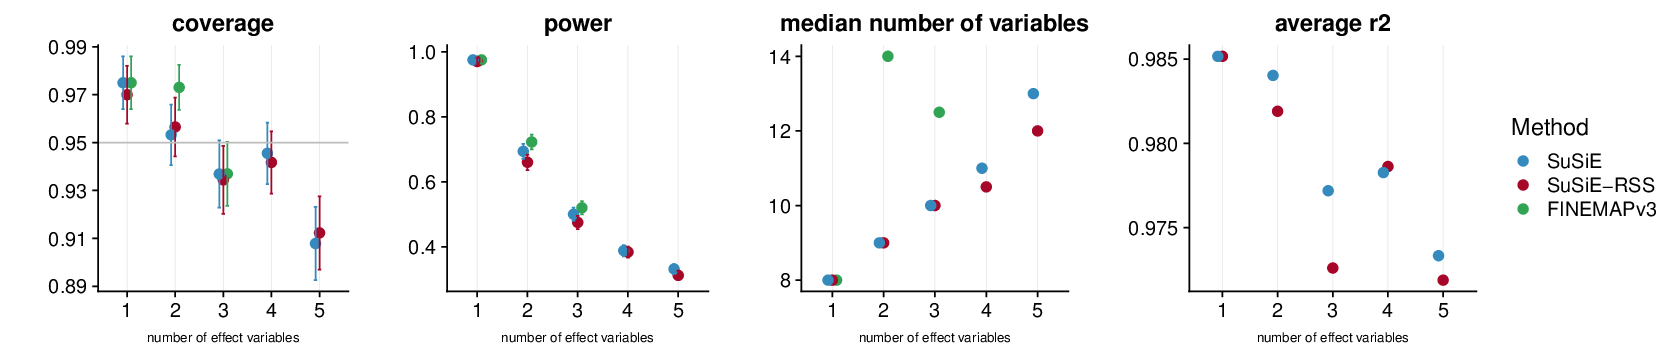 coverage
0.99
0.97
0.95
0.93
0.91
0.89
1 2 3 4 5
number of effect variables
power
1.0
0.8
0.6
0.4
1 2 3 4 5
number of effect variables
median number of variables
14
12
10
8
1 2 3 4 5
number of effect variables
average r2
0.985
0.980
0.975
1 2 3 4 5
number of effect variables
Method
SuSiE
SuSiE−RSS
FINEMAPv3